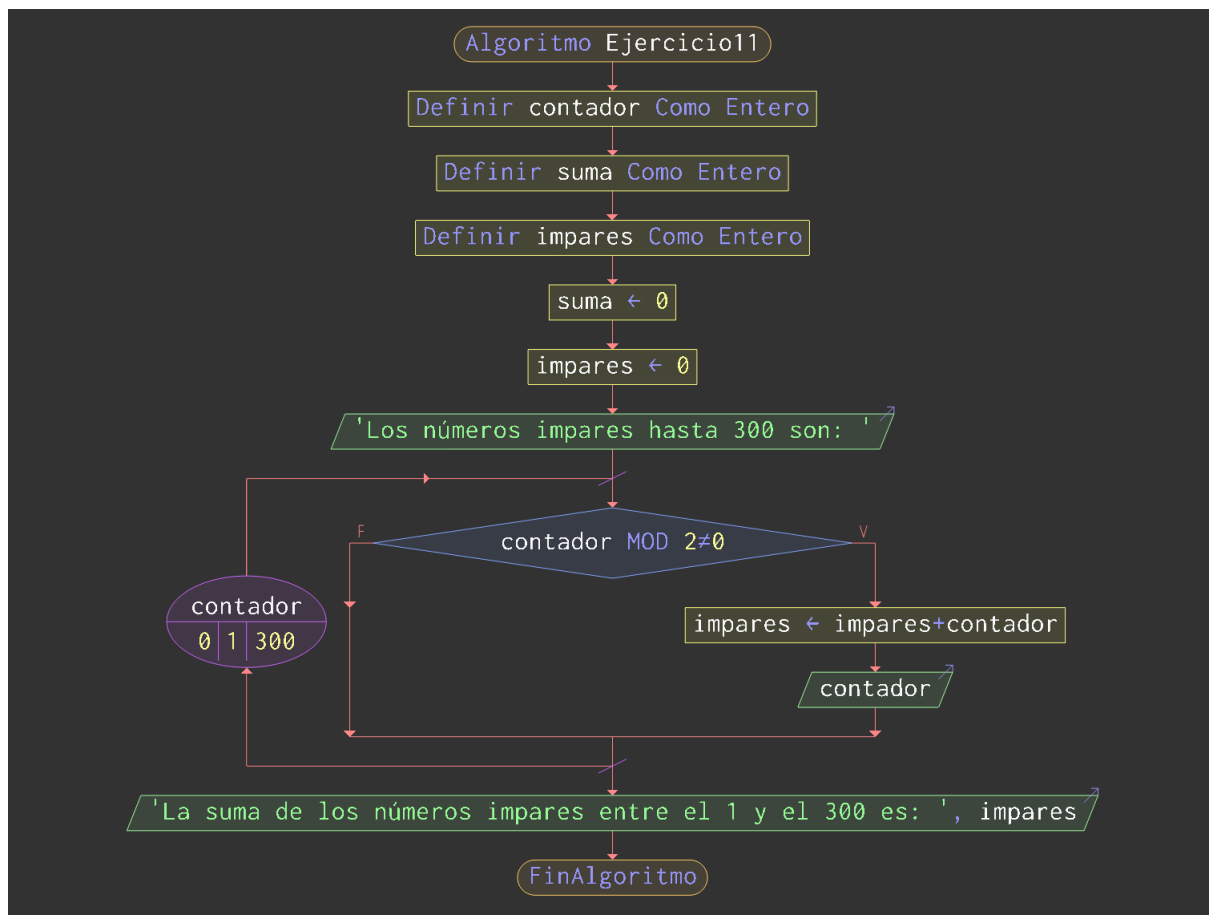 Algoritmo Ejercicio11
Definir contador Como Entero
Definir suma Como Entero
Definir impares Como Entero
suma ← 0
impares ← 0
'Los números impares hasta 300 son: '
F
contador MOD 2≠0
V
contador
0 1 300
impares ← impares+contador
contador
'La suma de los números impares entre el 1 y el 300 es: ', impares
FinAlgoritmo